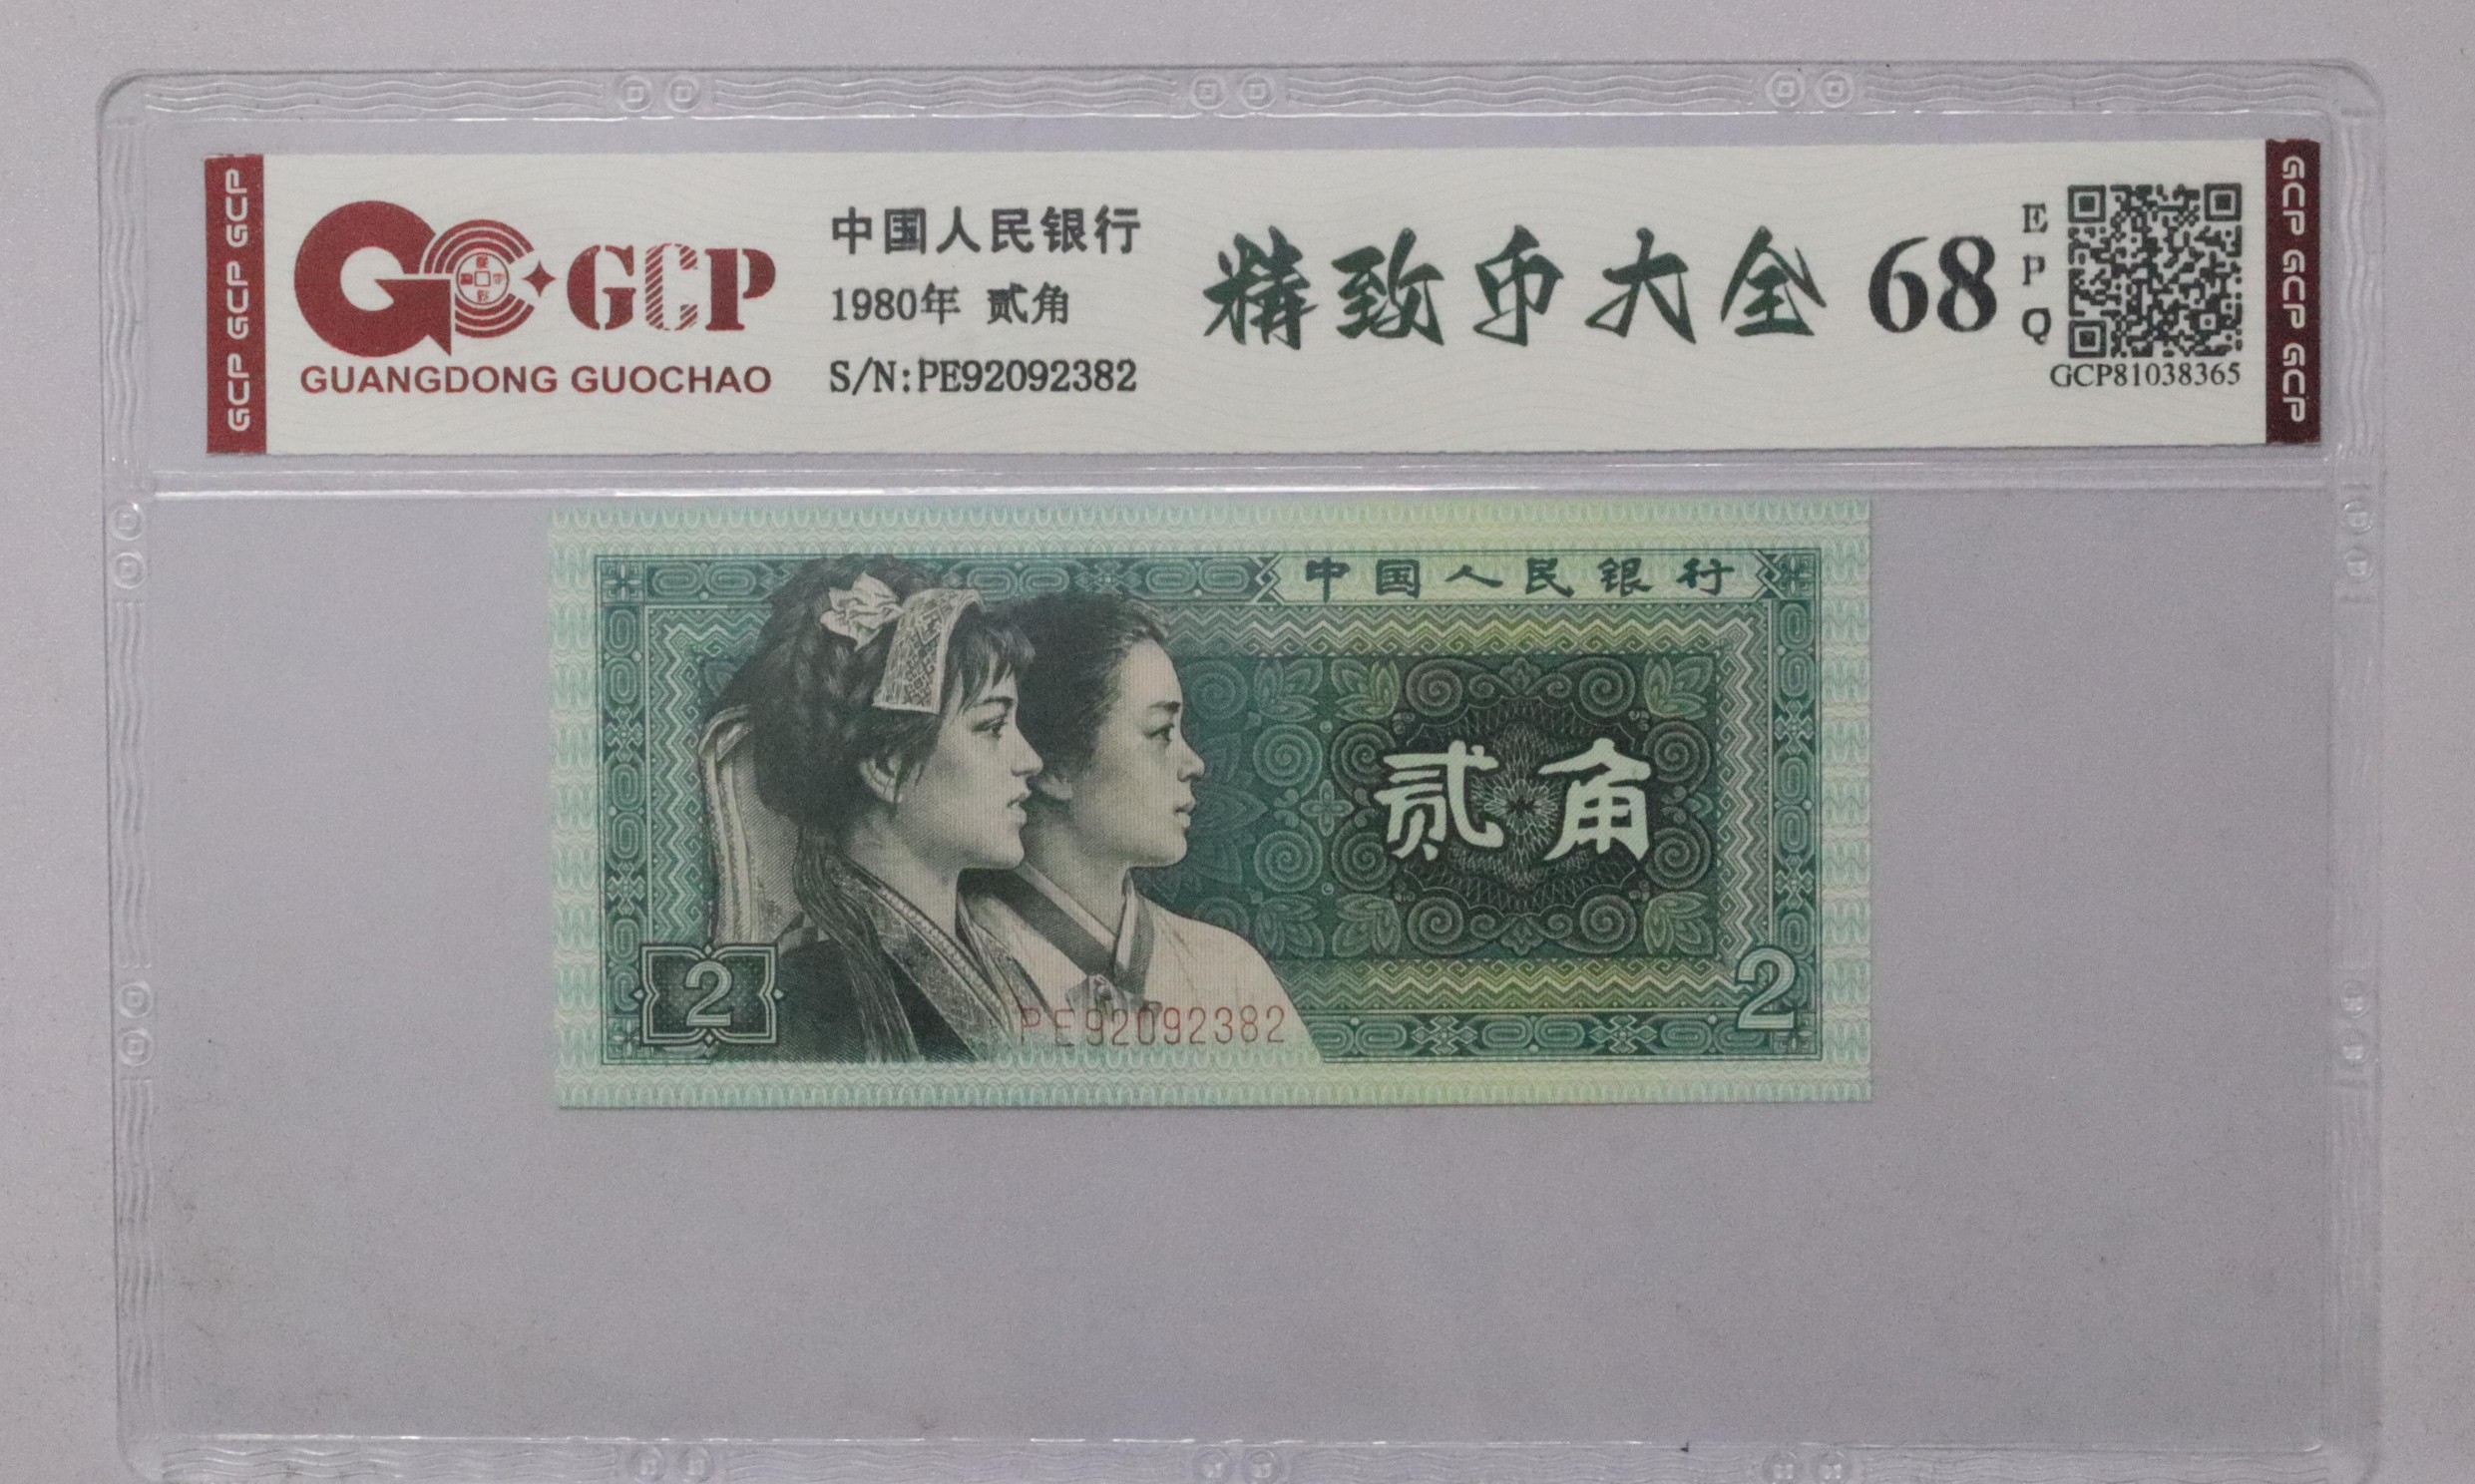 GCP GCP GCP
GCP
GUANGDONG GUOCHAO
中国人民银行
1980年 贰角
S/N:PE92092382
精致币大全 68
EPQ
GCP81038365
GCP GCP GCP
中国人民银行
贰角
2
PE92092382
2